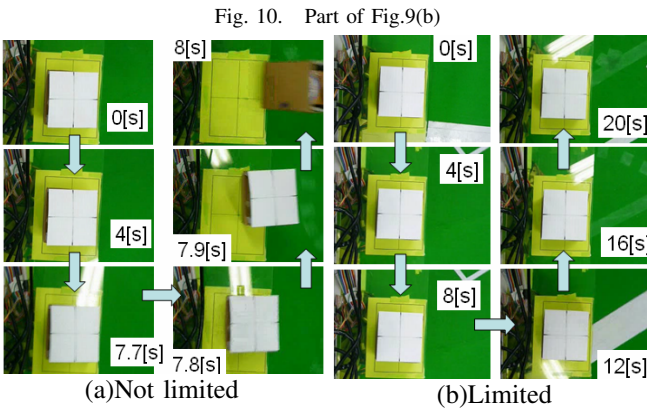 Fig. 10. Part of Fig.9(b)
0[s]
4[s]
7.7[s]
7.8[s]
7.9[s]
8[s]
0[s]
4[s]
8[s]
12[s]
16[s]
20[s]
(a)Not limited
(b)Limited